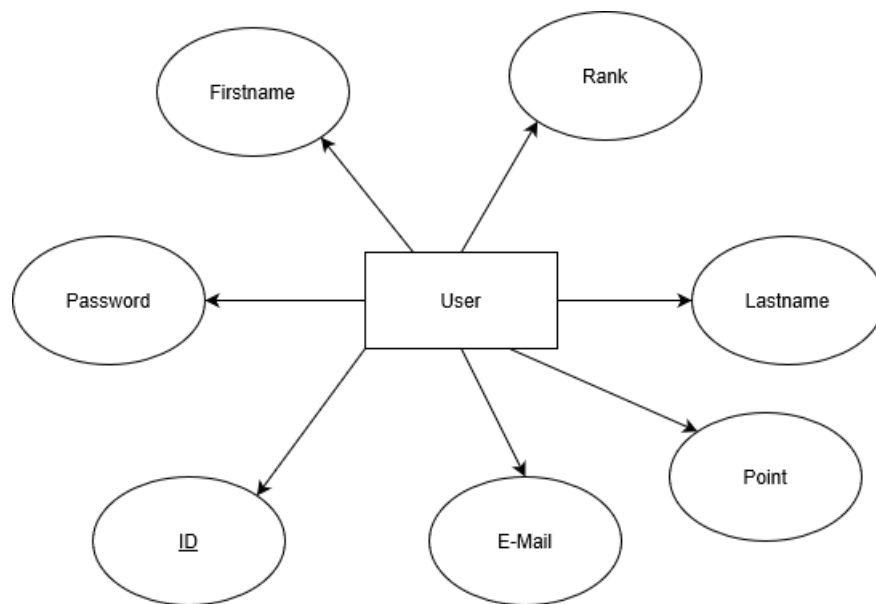 Rank
Firstname
Password
User
Lastname
Point
ID
E-Mail